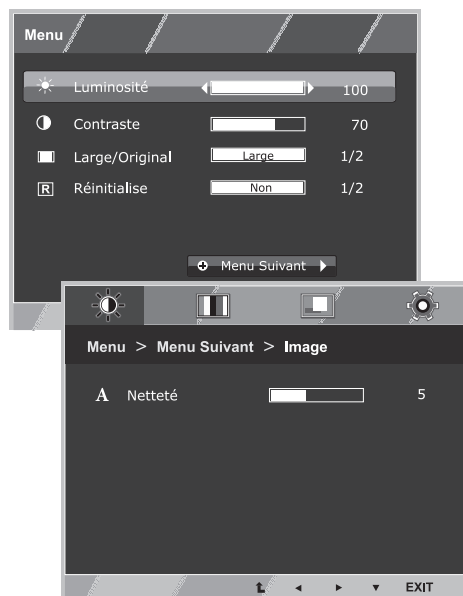 Menu
Luminosité 100
Contraste 70
Large/Original Large 1/2
R Réinitialise Non 1/2
Menu Suivant
Menu > Menu Suivant > Image
A Netteté 5
EXIT